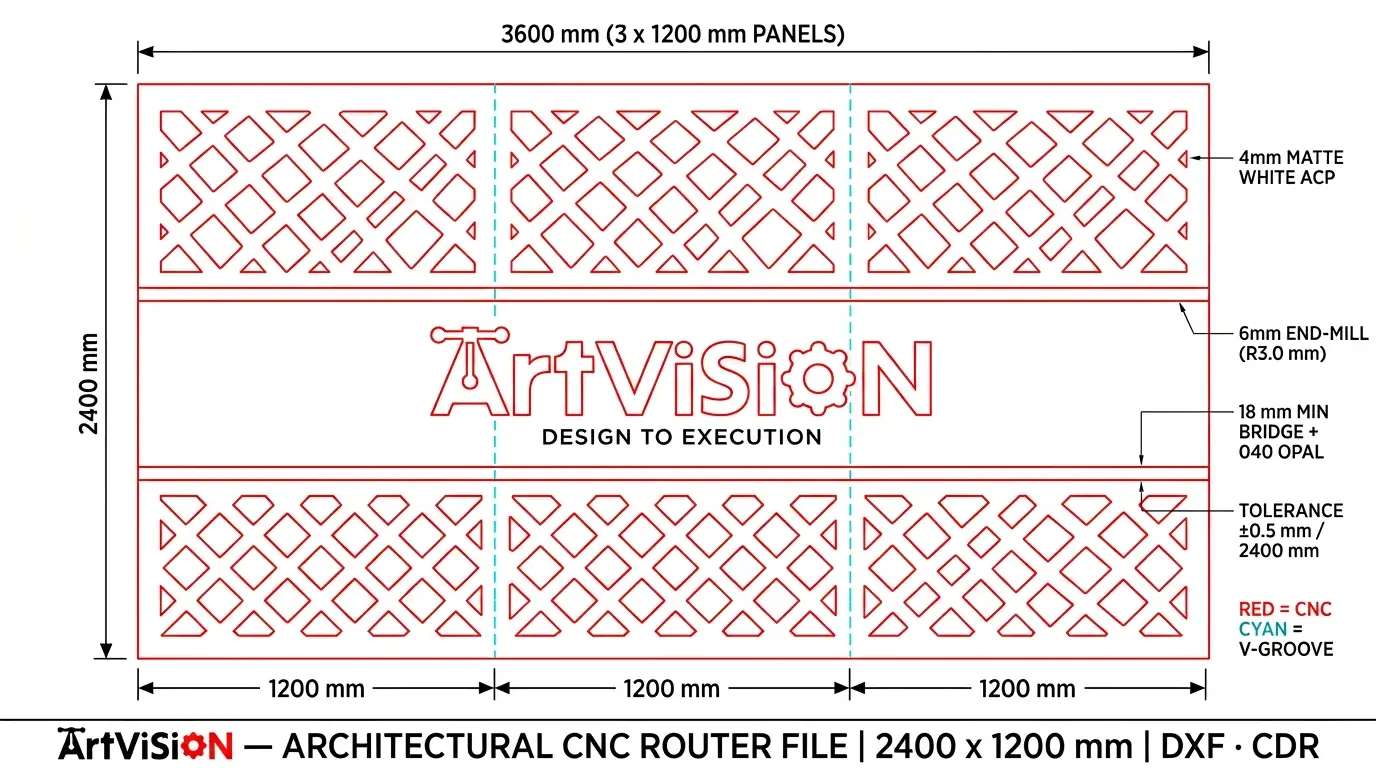 3600 mm (3 x 1200 mm PANELS)
4mm MATTE
WHITE ACP
2400 mm
6mm END-MILL
(R3.0 mm)
ArtViSiON
DESIGN TO EXECUTION
18 mm MIN
BRIDGE +
040 OPAL
TOLERANCE
±0.5 mm /
2400 mm
RED = CNC
CYAN =
V-GROOVE
1200 mm
1200 mm
1200 mm
ArtViSiON — ARCHITECTURAL CNC ROUTER FILE | 2400 x 1200 mm | DXF · CDR